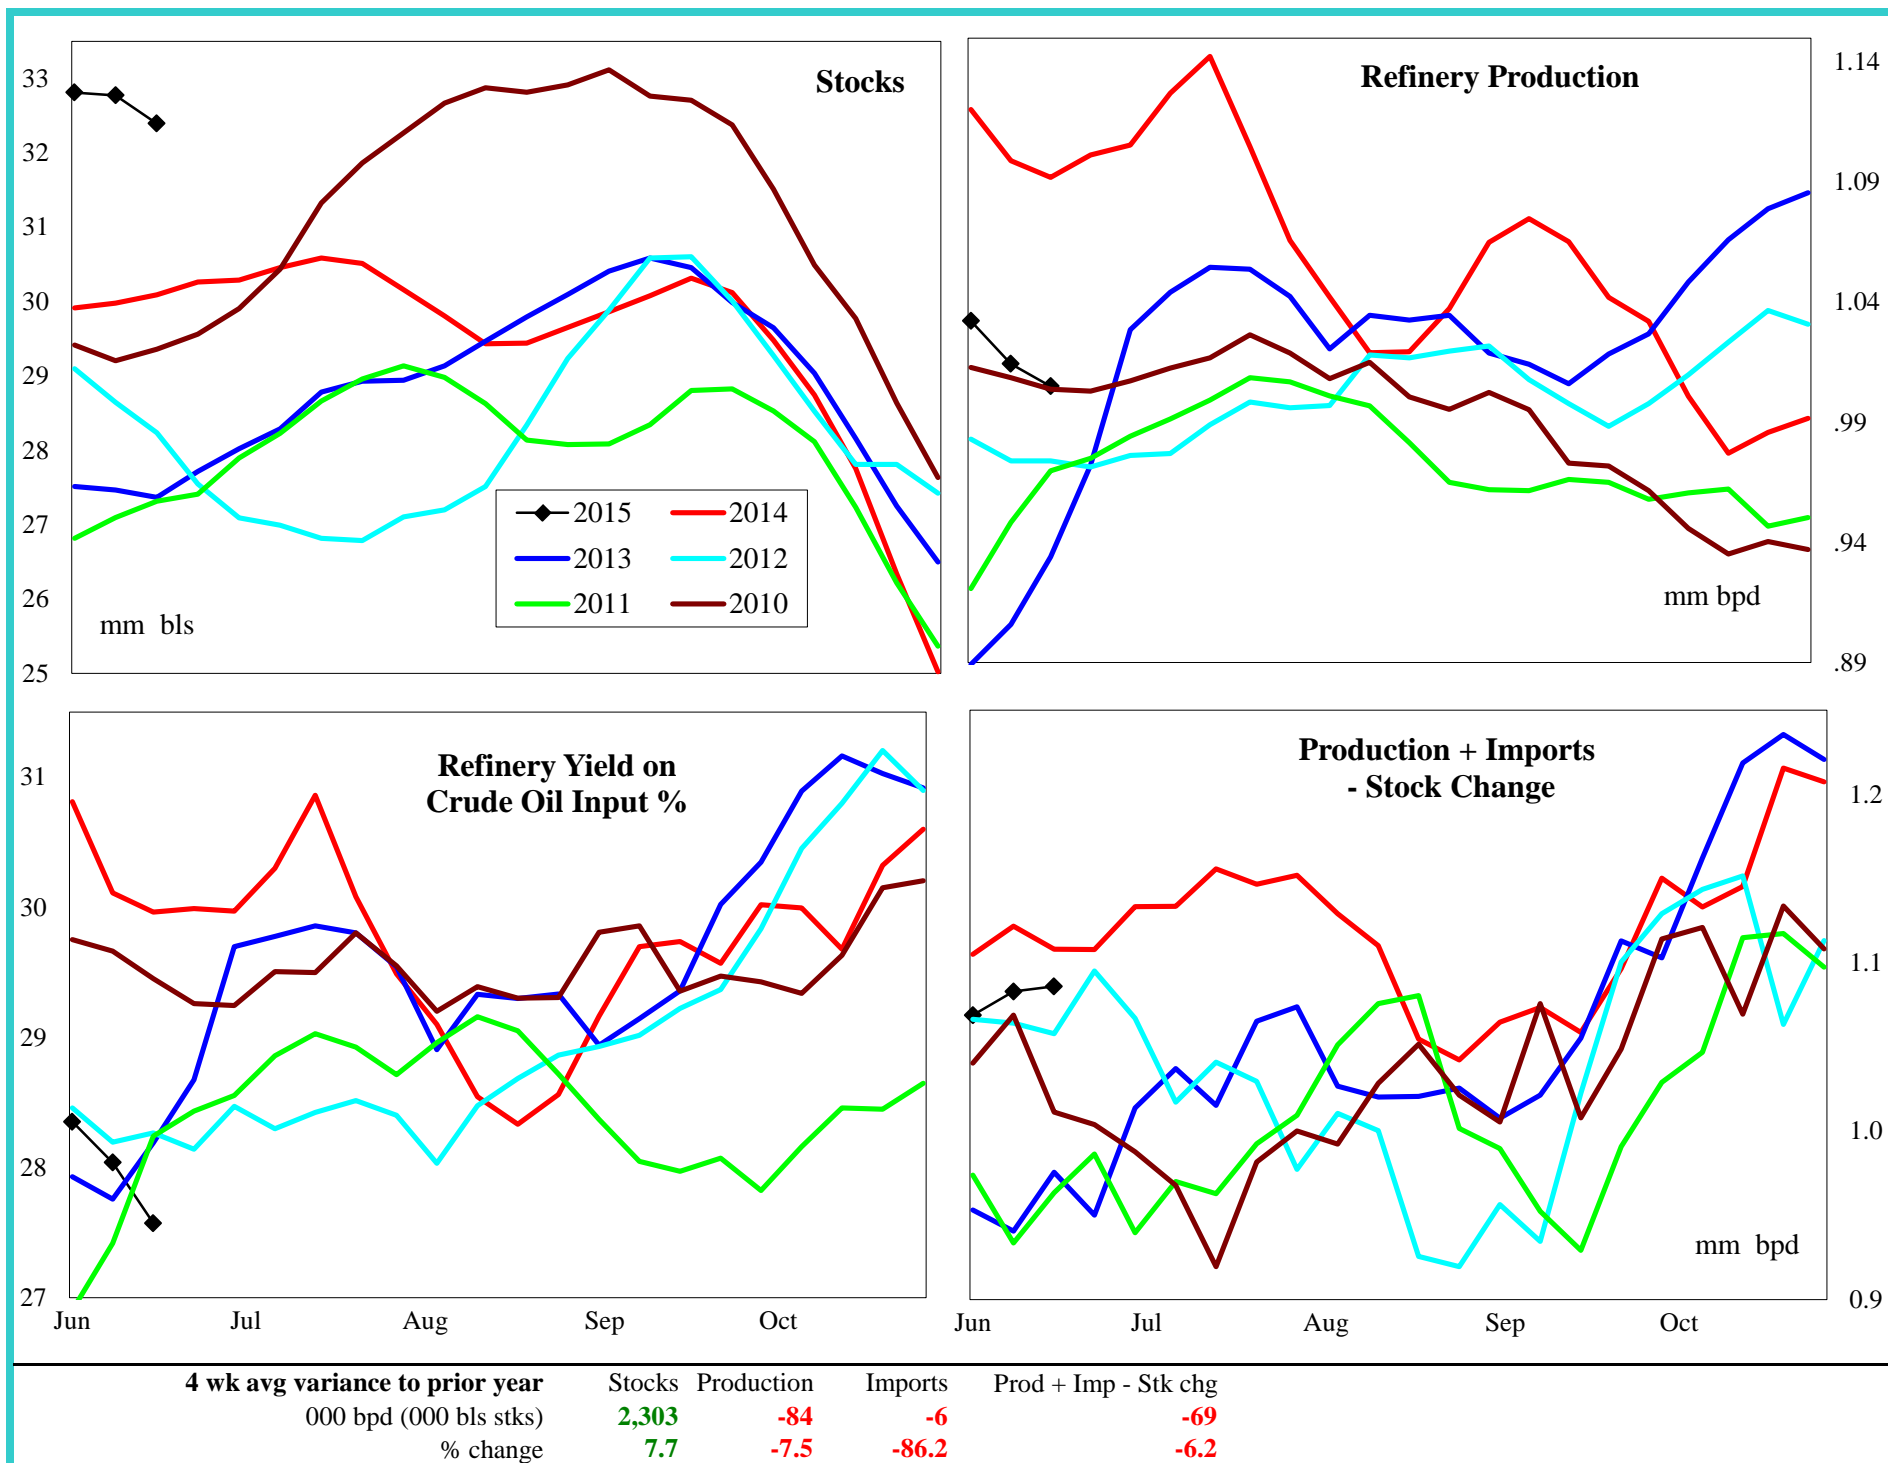 Stocks
33
32
31
30
29
28
27
26
25
mm bls
2015 2014
2013 2012
2011 2010
Refinery Production
1.14
1.09
1.04
.99
.94
.89
mm bpd
Refinery Yield on
Crude Oil Input %
31
30
29
28
27
Jun Jul Aug Sep Oct
Production + Imports
- Stock Change
1.2
1.1
1.0
0.9
mm bpd
Jun Jul Aug Sep Oct
4 wk avg variance to prior year Stocks Production Imports Prod + Imp - Stk chg
000 bpd (000 bls stks) 2,303 -84 -6 -69
% change 7.7 -7.5 -86.2 -6.2